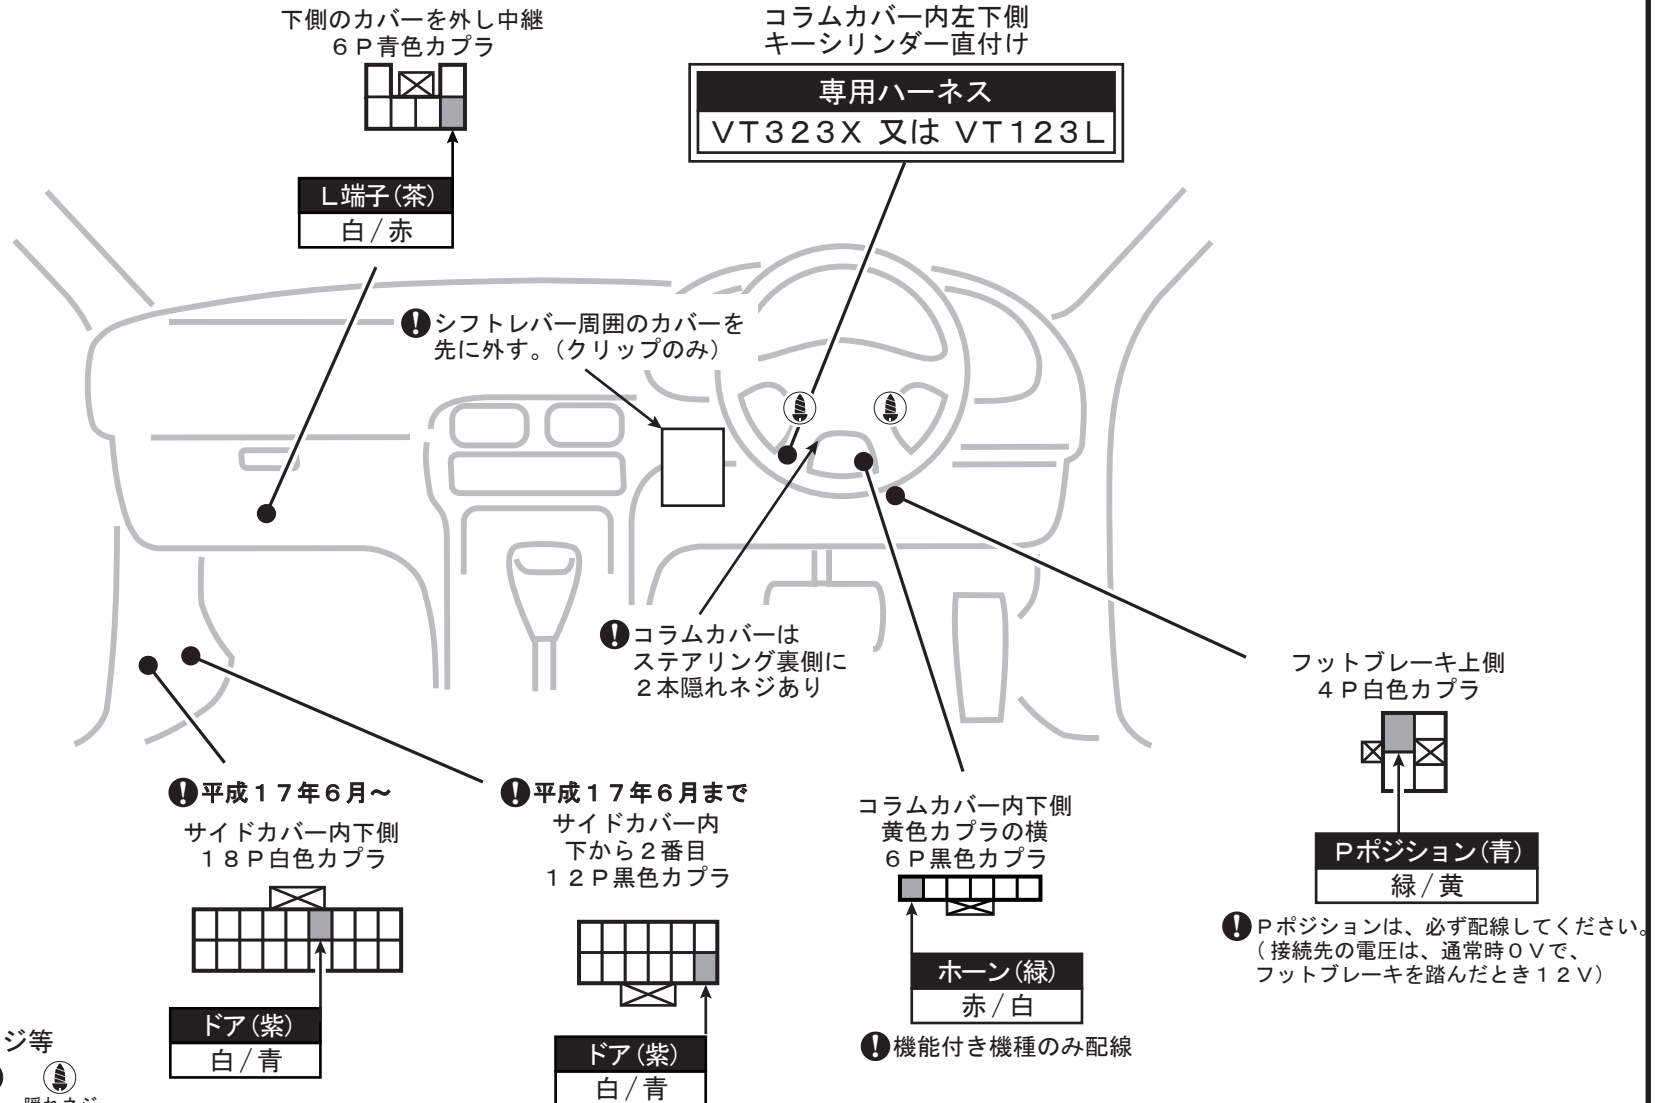 下側のカバーを外し中継
６Ｐ青色カプラ
Ｌ端子(茶)
白/赤
コラムカバー内左下側
キーシリンダー直付け
専用ハーネス
ＶＴ３２３Ｘ 又は ＶＴ１２３Ｌ
シフトレバー周囲のカバーを
先に外す。(クリップのみ)
コラムカバーは
ステアリング裏側に
２本隠れネジあり
フットブレーキ上側
４Ｐ白色カプラ
Ｐポジション(青)
緑/黄
Ｐポジションは、必ず配線してください。
(接続先の電圧は、通常時０Ｖで、
フットブレーキを踏んだとき１２Ｖ)
平成１７年６月～
サイドカバー内下側
１８Ｐ白色カプラ
ドア(紫)
白/青
平成１７年６月まで
サイドカバー内
下から２番目
１２Ｐ黒色カプラ
ドア(紫)
白/青
コラムカバー内下側
黄色カプラの横
６Ｐ黒色カプラ
ホーン(緑)
赤/白
機能付き機種のみ配線
ジ等
隠れネジ